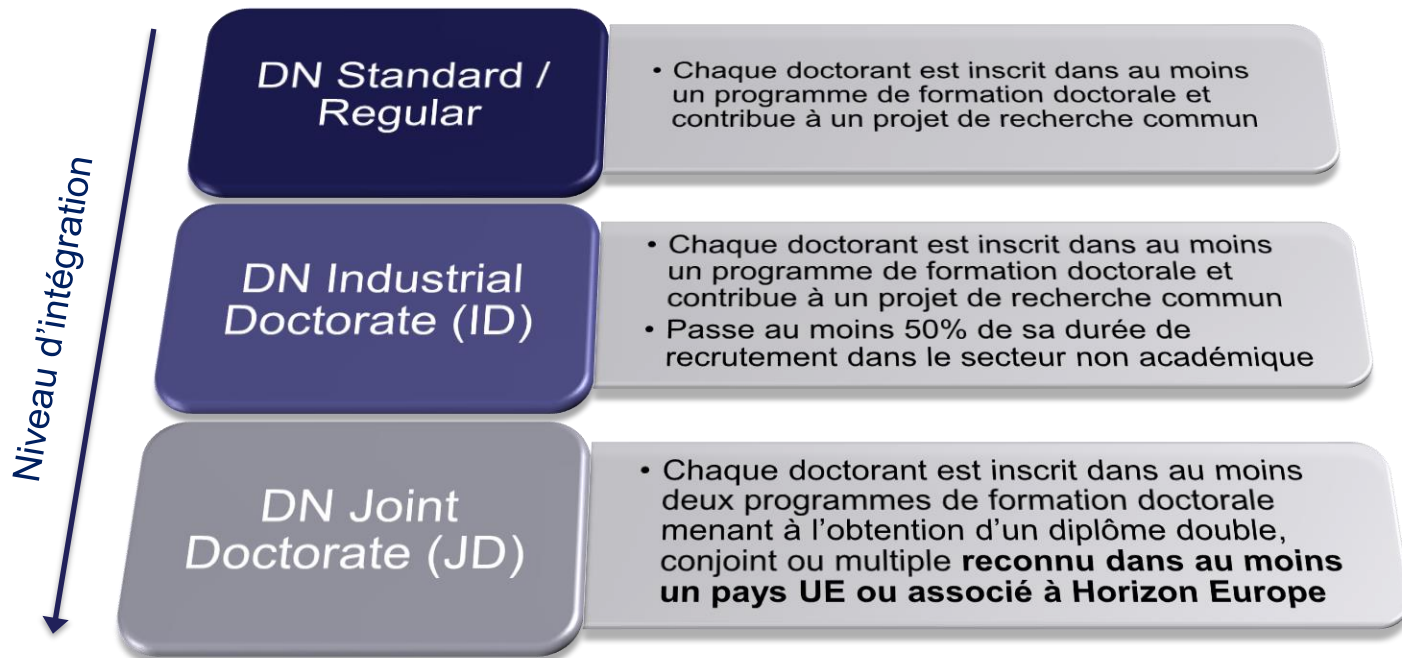 Niveau d’intégration
DN Standard /
Regular
• Chaque doctorant est inscrit dans au moins
un programme de formation doctorale et
contribue à un projet de recherche commun
DN Industrial
Doctorate (ID)
• Chaque doctorant est inscrit dans au moins
un programme de formation doctorale et
contribue à un projet de recherche commun
• Passe au moins 50% de sa durée de
recrutement dans le secteur non académique
DN Joint
Doctorate (JD)
• Chaque doctorant est inscrit dans au moins
deux programmes de formation doctorale
menant à l’obtention d’un diplôme double,
conjoint ou multiple reconnu dans au moins
un pays UE ou associé à Horizon Europe